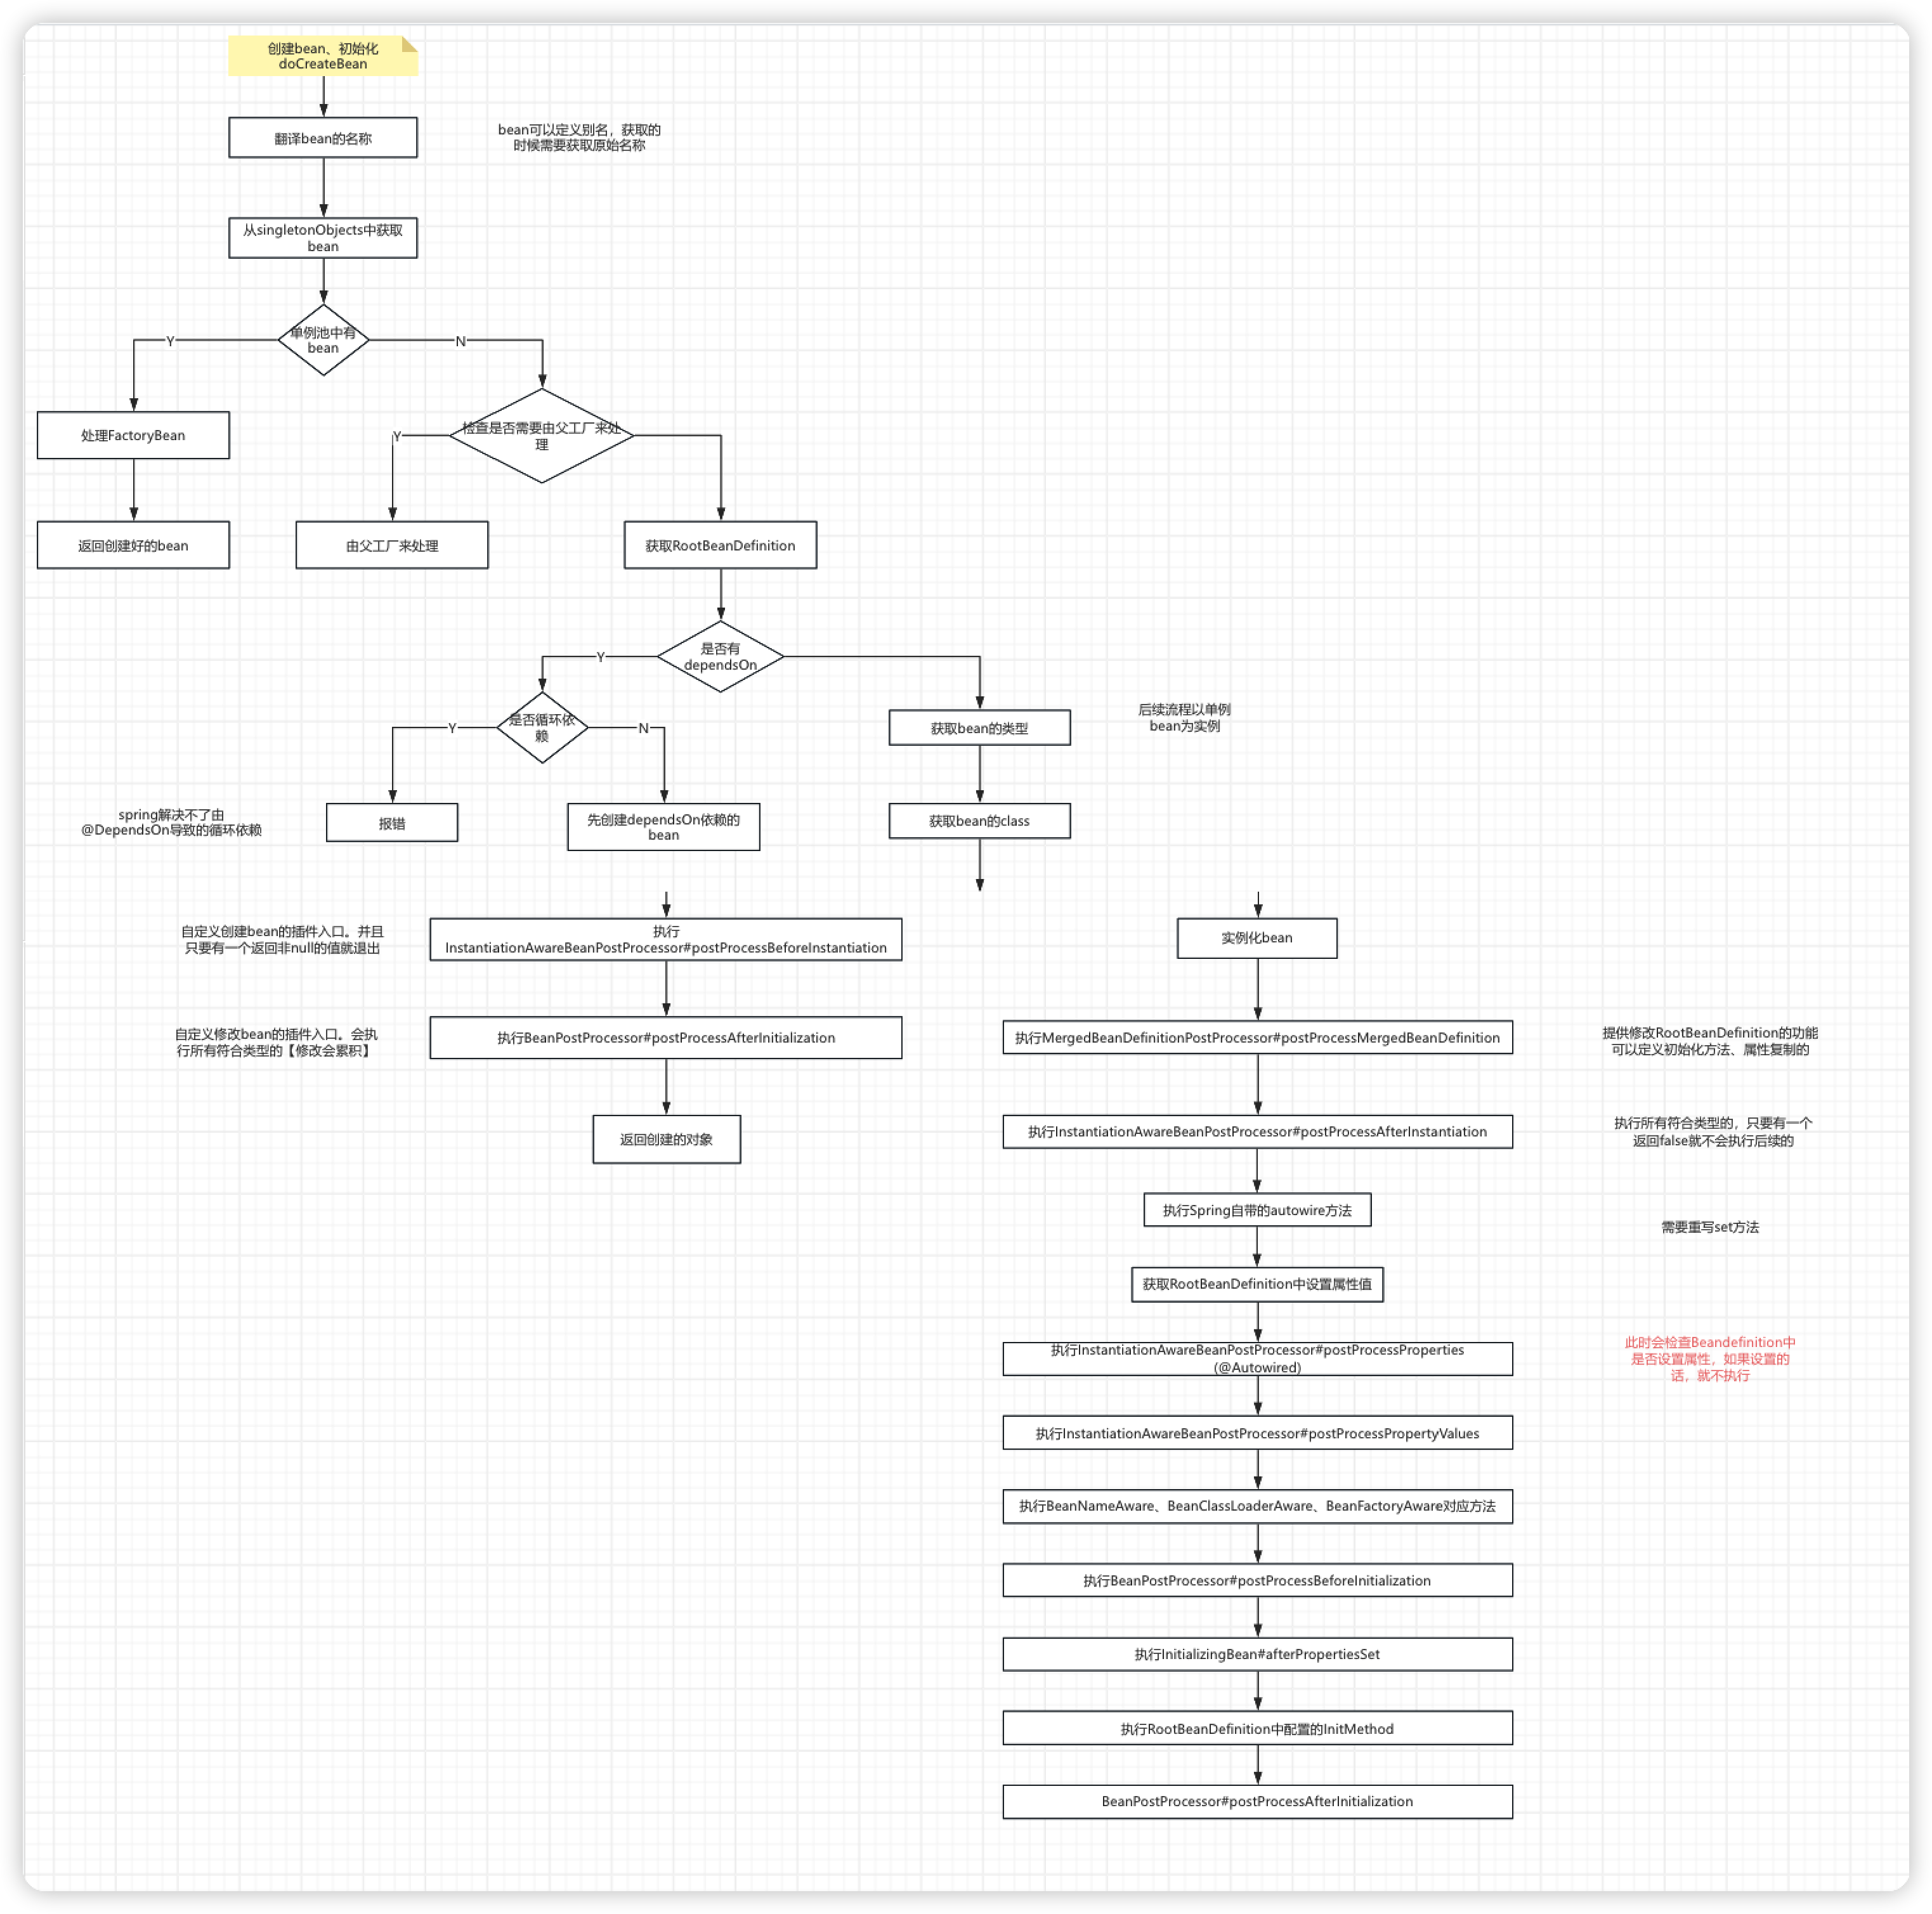 创建bean、初始化
doCreateBean
翻译bean的名称
bean可以定义别名，获取的
时候需要获取原始名称
从singletonObjects中获取
bean
单例池中有
bean
Y
N
处理FactoryBean
检查是否需要由父工厂来处
理
Y
返回创建好的bean
由父工厂来处理
获取RootBeanDefinition
是否有
dependsOn
Y
是否循环依
赖
Y
N
获取bean的类型
后续流程以单例
bean为实例
spring解决不了由
@DependsOn导致的循环依赖
报错
先创建dependsOn依赖的
bean
获取bean的class
自定义创建bean的插件入口。并且
只要有一个返回非null的值就退出
执行
InstantiationAwareBeanPostProcessor#postProcessBeforeInstantiation
实例化bean
自定义修改bean的插件入口。会执
行所有符合类型的【修改会累积】
执行BeanPostProcessor#postProcessAfterInitialization
执行MergedBeanDefinitionPostProcessor#postProcessMergedBeanDefinition
提供修改RootBeanDefinition的功能
可以定义初始化方法、属性复制的
返回创建的对象
执行InstantiationAwareBeanPostProcessor#postProcessAfterInstantiation
执行所有符合类型的，只要有一个
返回false就不会执行后续的
执行Spring自带的autowire方法
需要重写set方法
获取RootBeanDefinition中设置属性值
执行InstantiationAwareBeanPostProcessor#postProcessProperties
(@Autowired)
此时会检查Beandefinition中
是否设置属性，如果设置的
话，就不执行
执行InstantiationAwareBeanPostProcessor#postProcessPropertyValues
执行BeanNameAware、BeanClassLoaderAware、BeanFactoryAware对应方法
执行BeanPostProcessor#postProcessBeforeInitialization
执行InitializingBean#afterPropertiesSet
执行RootBeanDefinition中配置的InitMethod
BeanPostProcessor#postProcessAfterInitialization